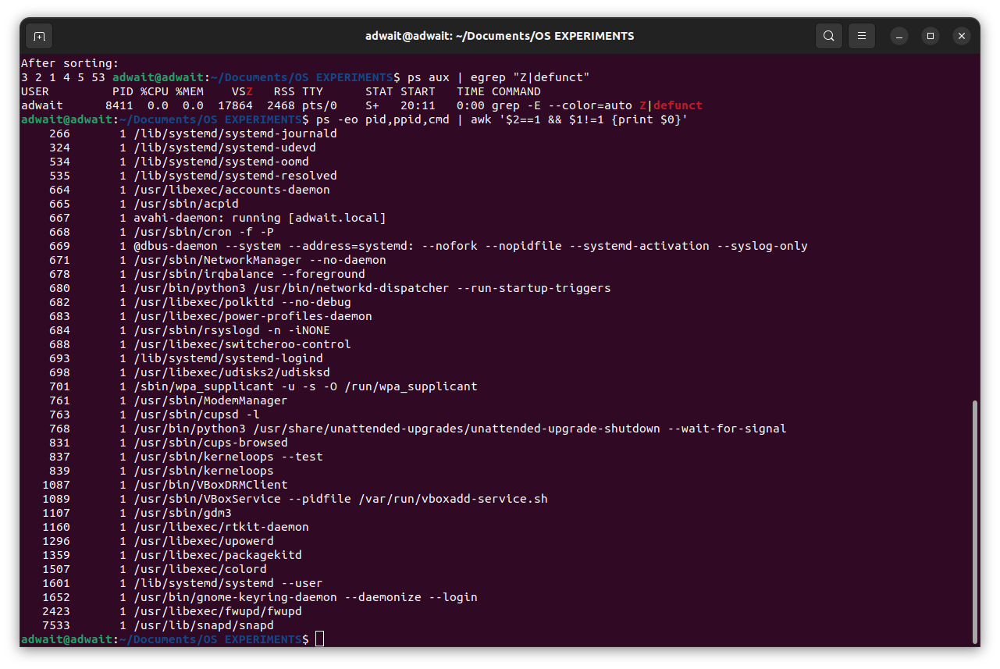 adwait@adwait: ~/Documents/OS EXPERIMENTS
After sorting:
3 2 1 4 5 53 adwait@adwait:~/Documents/OS EXPERIMENTS$ ps aux | egrep "Z|defunct"
USER         PID %CPU %MEM    VSZ   RSS TTY      STAT START   TIME COMMAND
adwait      8411  0.0  0.0  17864  2468 pts/0    S+   20:11   0:00 grep -E --color=auto Z|defunct
adwait@adwait:~/Documents/OS EXPERIMENTS$ ps -eo pid,ppid,cmd | awk '$2==1 && $1!=1 {print $0}'
    266       1 /lib/systemd/systemd-journald
    324       1 /lib/systemd/systemd-udevd
    534       1 /lib/systemd/systemd-oomd
    535       1 /lib/systemd/systemd-resolved
    664       1 /usr/libexec/accounts-daemon
    665       1 /usr/sbin/acpid
    667       1 avahi-daemon: running [adwait.local]
    668       1 /usr/sbin/cron -f -P
    669       1 @dbus-daemon --system --address=systemd: --nofork --nopidfile --systemd-activation --syslog-only
    671       1 /usr/sbin/NetworkManager --no-daemon
    678       1 /usr/sbin/irqbalance --foreground
    680       1 /usr/bin/python3 /usr/bin/networkd-dispatcher --run-startup-triggers
    682       1 /usr/libexec/polkitd --no-debug
    683       1 /usr/libexec/power-profiles-daemon
    684       1 /usr/sbin/rsyslogd -n -iNONE
    688       1 /usr/libexec/switcheroo-control
    693       1 /lib/systemd/systemd-logind
    698       1 /usr/libexec/udisks2/udisksd
    701       1 /sbin/wpa_supplicant -u -s -O /run/wpa_supplicant
    761       1 /usr/sbin/ModemManager
    763       1 /usr/sbin/cupsd -l
    768       1 /usr/bin/python3 /usr/share/unattended-upgrades/unattended-upgrade-shutdown --wait-for-signal
    831       1 /usr/sbin/cups-browsed
    837       1 /usr/sbin/kerneloops --test
    839       1 /usr/sbin/kerneloops
   1087       1 /usr/bin/VBoxDRMClient
   1089       1 /usr/sbin/VBoxService --pidfile /var/run/vboxadd-service.sh
   1107       1 /usr/sbin/gdm3
   1160       1 /usr/libexec/rtkit-daemon
   1296       1 /usr/libexec/upowerd
   1359       1 /usr/libexec/packagekitd
   1507       1 /usr/libexec/colord
   1601       1 /lib/systemd/systemd --user
   1652       1 /usr/bin/gnome-keyring-daemon --daemonize --login
   2423       1 /usr/libexec/fwupd/fwupd
   7533       1 /usr/lib/snapd/snapd
adwait@adwait:~/Documents/OS EXPERIMENTS$